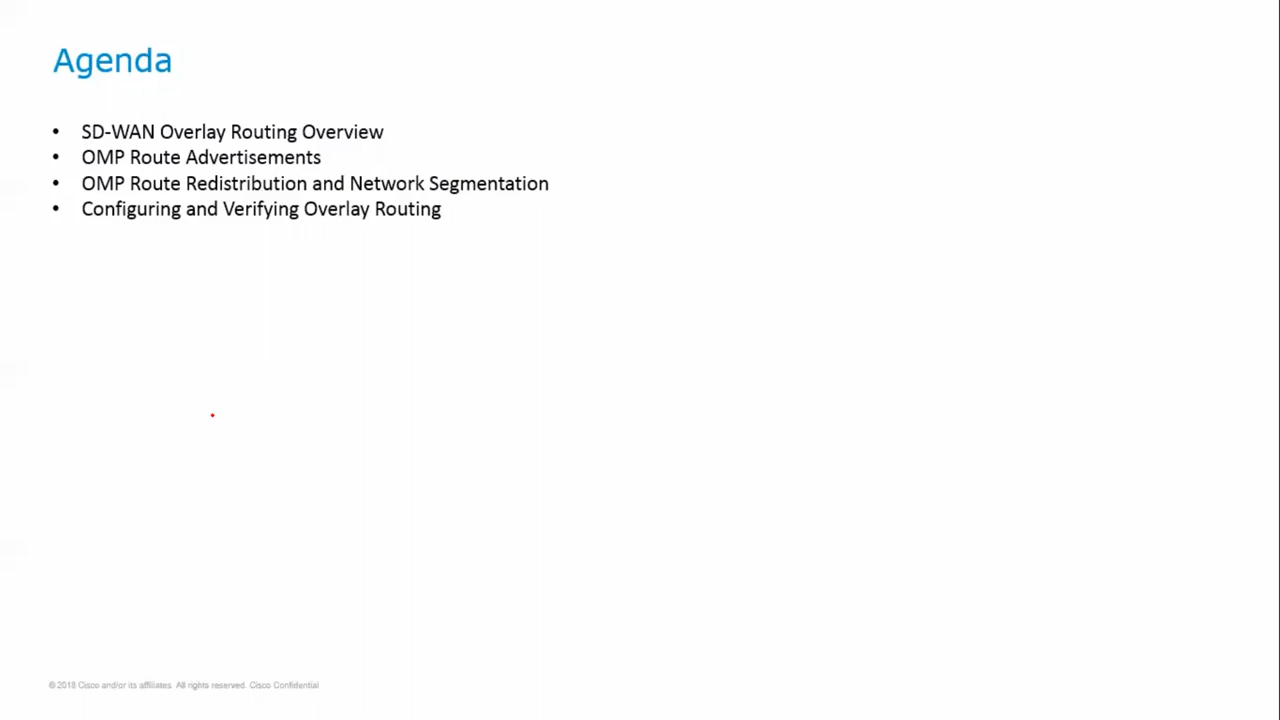 Agenda
• SD-WAN Overlay Routing Overview
• OMP Route Advertisements
• OMP Route Redistribution and Network Segmentation
• Configuring and Verifying Overlay Routing
© 2018 Cisco and/or its affiliates. All rights reserved. Cisco Confidential